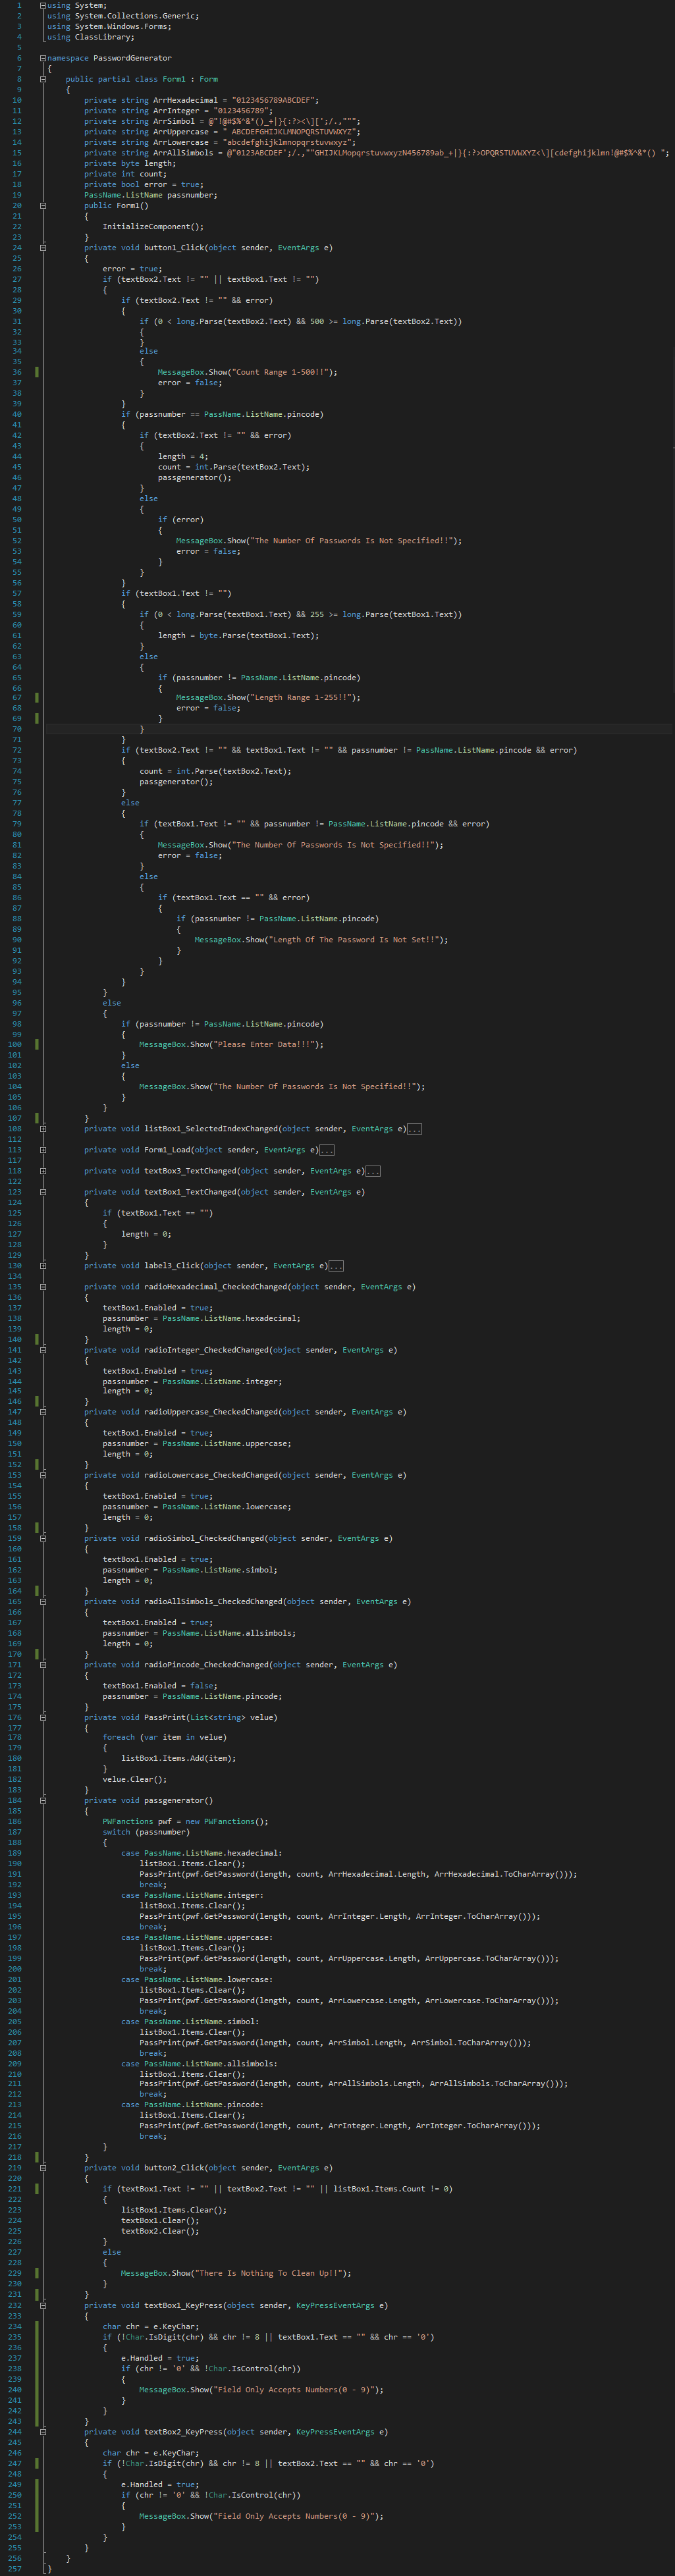 1 using System;
2 using System.Collections.Generic;
3 using System.Windows.Forms;
4 using ClassLibrary;
5
6 namespace PasswordGenerator
7 {
8 public partial class Form1 : Form
9 {
10 private string ArrHexadecimal = "0123456789ABCDEF";
11 private string ArrInteger = "0123456789";
12 private string ArrSimbol = @"!@#$%^&*()_+|}{:?><\][';/.,""";
13 private string ArrUppercase = " ABCDEFGHIJKLMNOPQRSTUVWXYZ";
14 private string ArrLowercase = "abcdefghijklmnopqrstuvwxyz";
15 private string ArrAllSimbols = @"0123ABCDEF';/.,""GHIJKLMopqrstuvwxyzN456789ab_+|}{:?>OPQRSTUVWXYZ<\][cdefghijklmn!@#$%^&*() ";
16 private byte length;
17 private int count;
18 private bool error = true;
19 PassName.ListName passnumber;
20 public Form1()
21 {
22 InitializeComponent();
23 }
24 private void button1_Click(object sender, EventArgs e)
25 {
26 error = true;
27 if (textBox2.Text != "" || textBox1.Text != "")
28 {
29 if (textBox2.Text != "" && error)
30 {
31 if (0 < long.Parse(textBox2.Text) && 500 >= long.Parse(textBox2.Text))
32 {
33 }
34 else
35 {
36 MessageBox.Show("Count Range 1-500!!");
37 error = false;
38 }
39 }
40 if (passnumber == PassName.ListName.pincode)
41 {
42 if (textBox2.Text != "" && error)
43 {
44 length = 4;
45 count = int.Parse(textBox2.Text);
46 passgenerator();
47 }
48 else
49 {
50 if (error)
51 {
52 MessageBox.Show("The Number Of Passwords Is Not Specified!!");
53 error = false;
54 }
55 }
56 }
57 if (textBox1.Text != "")
58 {
59 if (0 < long.Parse(textBox1.Text) && 255 >= long.Parse(textBox1.Text))
60 {
61 length = byte.Parse(textBox1.Text);
62 }
63 else
64 {
65 if (passnumber != PassName.ListName.pincode)
66 {
67 MessageBox.Show("Length Range 1-255!!");
68 error = false;
69 }
70 }
71 }
72 if (textBox2.Text != "" && textBox1.Text != "" && passnumber != PassName.ListName.pincode && error)
73 {
74 count = int.Parse(textBox2.Text);
75 passgenerator();
76 }
77 else
78 {
79 if (textBox1.Text != "" && passnumber != PassName.ListName.pincode && error)
80 {
81 MessageBox.Show("The Number Of Passwords Is Not Specified!!");
82 error = false;
83 }
84 else
85 {
86 if (textBox1.Text == "" && error)
87 {
88 if (passnumber != PassName.ListName.pincode)
89 {
90 MessageBox.Show("Length Of The Password Is Not Set!!");
91 }
92 }
93 }
94 }
95 }
96 else
97 {
98 if (passnumber != PassName.ListName.pincode)
99 {
100 MessageBox.Show("Please Enter Data!!!");
101 }
102 else
103 {
104 MessageBox.Show("The Number Of Passwords Is Not Specified!!");
105 }
106 }
107 }
108 private void listBox1_SelectedIndexChanged(object sender, EventArgs e)...
112
113 private void Form1_Load(object sender, EventArgs e)...
117
118 private void textBox3_TextChanged(object sender, EventArgs e)...
122
123 private void textBox1_TextChanged(object sender, EventArgs e)
124 {
125 if (textBox1.Text == "")
126 {
127 length = 0;
128 }
129 }
130 private void label3_Click(object sender, EventArgs e)...
134
135 private void radioHexadecimal_CheckedChanged(object sender, EventArgs e)
136 {
137 textBox1.Enabled = true;
138 passnumber = PassName.ListName.hexadecimal;
139 length = 0;
140 }
141 private void radioInteger_CheckedChanged(object sender, EventArgs e)
142 {
143 textBox1.Enabled = true;
144 passnumber = PassName.ListName.integer;
145 length = 0;
146 }
147 private void radioUppercase_CheckedChanged(object sender, EventArgs e)
148 {
149 textBox1.Enabled = true;
150 passnumber = PassName.ListName.uppercase;
151 length = 0;
152 }
153 private void radioLowercase_CheckedChanged(object sender, EventArgs e)
154 {
155 textBox1.Enabled = true;
156 passnumber = PassName.ListName.lowercase;
157 length = 0;
158 }
159 private void radioSimbol_CheckedChanged(object sender, EventArgs e)
160 {
161 textBox1.Enabled = true;
162 passnumber = PassName.ListName.simbol;
163 length = 0;
164 }
165 private void radioAllSimbols_CheckedChanged(object sender, EventArgs e)
166 {
167 textBox1.Enabled = true;
168 passnumber = PassName.ListName.allsimbols;
169 length = 0;
170 }
171 private void radioPincode_CheckedChanged(object sender, EventArgs e)
172 {
173 textBox1.Enabled = false;
174 passnumber = PassName.ListName.pincode;
175 }
176 private void PassPrint(List<string> velue)
177 {
178 foreach (var item in velue)
179 {
180 listBox1.Items.Add(item);
181 }
182 velue.Clear();
183 }
184 private void passgenerator()
185 {
186 PWFanctions pwf = new PWFanctions();
187 switch (passnumber)
188 {
189 case PassName.ListName.hexadecimal:
190 listBox1.Items.Clear();
191 PassPrint(pwf.GetPassword(length, count, ArrHexadecimal.Length, ArrHexadecimal.ToCharArray()));
192 break;
193 case PassName.ListName.integer:
194 listBox1.Items.Clear();
195 PassPrint(pwf.GetPassword(length, count, ArrInteger.Length, ArrInteger.ToCharArray()));
196 break;
197 case PassName.ListName.uppercase:
198 listBox1.Items.Clear();
199 PassPrint(pwf.GetPassword(length, count, ArrUppercase.Length, ArrUppercase.ToCharArray()));
200 break;
201 case PassName.ListName.lowercase:
202 listBox1.Items.Clear();
203 PassPrint(pwf.GetPassword(length, count, ArrLowercase.Length, ArrLowercase.ToCharArray()));
204 break;
205 case PassName.ListName.simbol:
206 listBox1.Items.Clear();
207 PassPrint(pwf.GetPassword(length, count, ArrSimbol.Length, ArrSimbol.ToCharArray()));
208 break;
209 case PassName.ListName.allsimbols:
210 listBox1.Items.Clear();
211 PassPrint(pwf.GetPassword(length, count, ArrAllSimbols.Length, ArrAllSimbols.ToCharArray()));
212 break;
213 case PassName.ListName.pincode:
214 listBox1.Items.Clear();
215 PassPrint(pwf.GetPassword(length, count, ArrInteger.Length, ArrInteger.ToCharArray()));
216 break;
217 }
218 }
219 private void button2_Click(object sender, EventArgs e)
220 {
221 if (textBox1.Text != "" || textBox2.Text != "" || listBox1.Items.Count != 0)
222 {
223 listBox1.Items.Clear();
224 textBox1.Clear();
225 textBox2.Clear();
226 }
227 else
228 {
229 MessageBox.Show("There Is Nothing To Clean Up!!");
230 }
231 }
232 private void textBox1_KeyPress(object sender, KeyPressEventArgs e)
233 {
234 char chr = e.KeyChar;
235 if (!Char.IsDigit(chr) && chr != 8 || textBox1.Text == "" && chr == '0')
236 {
237 e.Handled = true;
238 if (chr != '0' && !Char.IsControl(chr))
239 {
240 MessageBox.Show("Field Only Accepts Numbers(0 - 9)");
241 }
242 }
243 }
244 private void textBox2_KeyPress(object sender, KeyPressEventArgs e)
245 {
246 char chr = e.KeyChar;
247 if (!Char.IsDigit(chr) && chr != 8 || textBox2.Text == "" && chr == '0')
248 {
249 e.Handled = true;
250 if (chr != '0' && !Char.IsControl(chr))
251 {
252 MessageBox.Show("Field Only Accepts Numbers(0 - 9)");
253 }
254 }
255 }
256 }
257 }